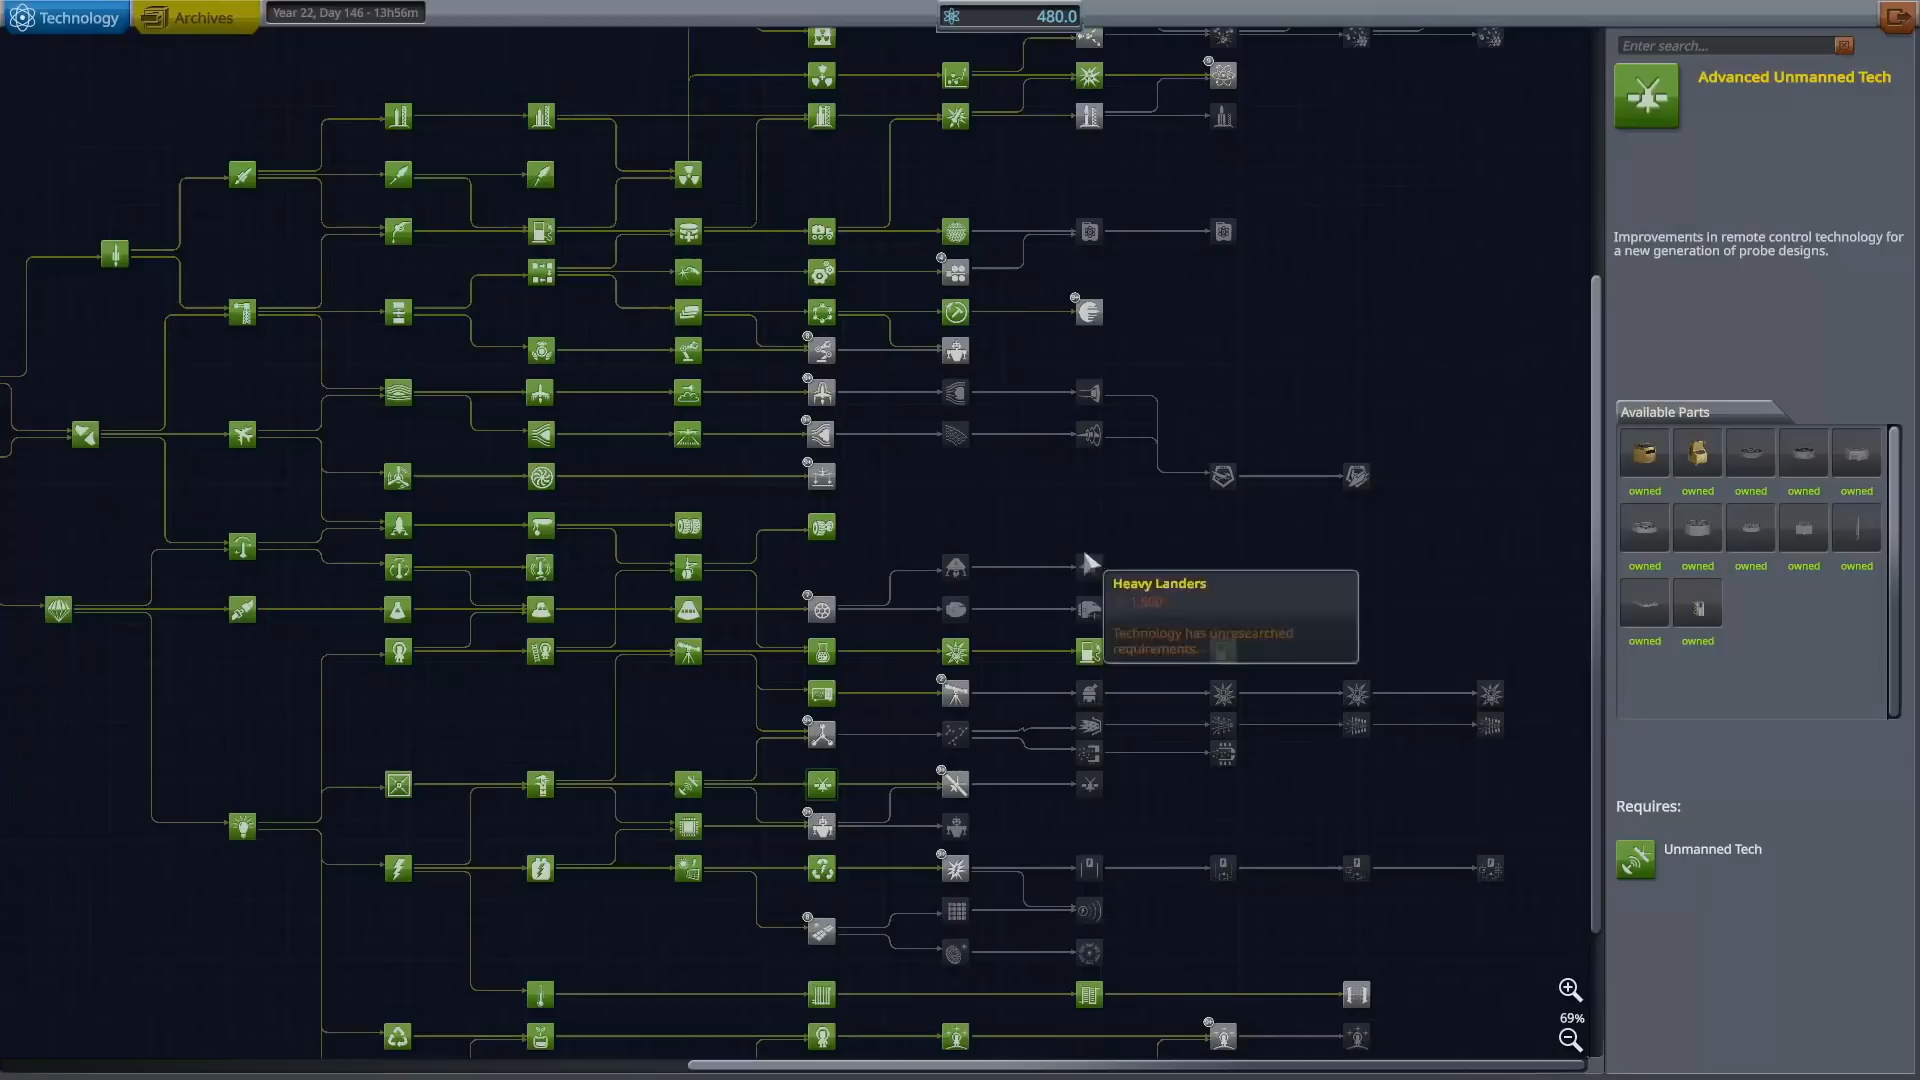 Technology
Archives
Year 22, Day 146 - 13h56m
480.0
Enter search...
Advanced Unmanned Tech
Improvements in remote control technology for
a new generation of probe designs.
Available Parts
owned owned owned owned owned
owned owned owned owned owned
owned owned
Requires:
Unmanned Tech
Heavy Landers
Technology has unresearched
requirements.
69%